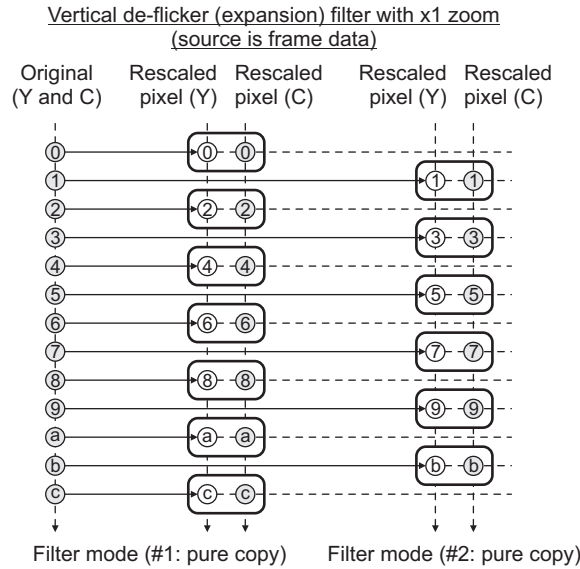 Vertical de-flicker (expansion) filter with x1 zoom
(source is frame data)
Original Rescaled Rescaled Rescaled Rescaled
(Y and C) pixel (Y) pixel (C) pixel (Y) pixel (C)
0 0 0
1 1 1
2 2 2
3 3 3
4 4 4
5 5 5
6 6 6
7 7 7
8 8 8
9 9 9
a a a
b b b
c c c
Filter mode (#1: pure copy) Filter mode (#2: pure copy)